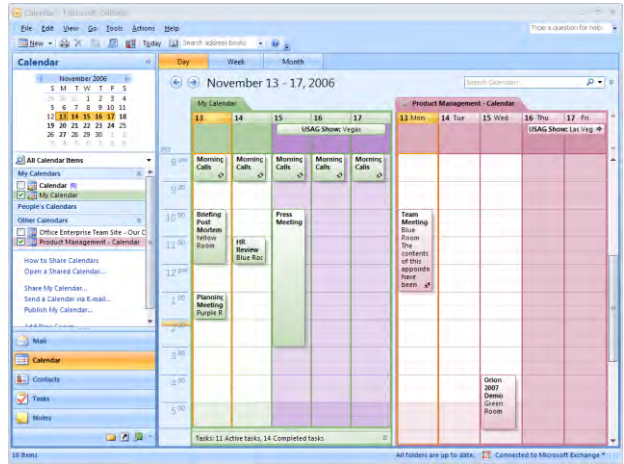 Calendar - Microsoft Outlook
File Edit View Go Tools Actions Help
Type a question for help
New Today Search address books
Calendar
November 2006
S M T W T F S
29 30 31 1 2 3 4
5 6 7 8 9 10 11
12 13 14 15 16 17 18
19 20 21 22 23 24 25
26 27 28 29 30 1 2
3 4 5 6 7 8 9
All Calendar Items
My Calendars
Calendar
My Calendar
People's Calendars
Other Calendars
Office Enterprise Team Site - Our C
Product Management - Calendar
How to Share Calendars
Open a Shared Calendar...
Share My Calendar...
Send a Calendar via E-mail...
Publish My Calendar...
Add New Group
Mail
Calendar
Contacts
Tasks
Notes
10 Items
Day Week Month
November 13 - 17, 2006
Search Calendars
My Calendar
13 14 15 16 17
USAG Show: Vegas
8 am
9 00
10 00
11 00
12 pm
1 00
2 00
3 00
4 00
5 00
Morning Calls
Morning Calls
Morning Calls
Morning Calls
Morning Calls
Briefing
Post
Mortem
Yellow
Room
HR
Review
Blue Roo
Press
Meeting
Planning
Meeting
Purple R
Tasks: 11 Active tasks, 14 Completed tasks
Product Management - Calendar
13 Mon 14 Tue 15 Wed 16 Thu 17 Fri
USAG Show: Las Veg
Team
Meeting
Blue
Room
The
contents
of this
appointn
have
been
Orion
2007
Demo
Green
Room
All folders are up to date. Connected to Microsoft Exchange